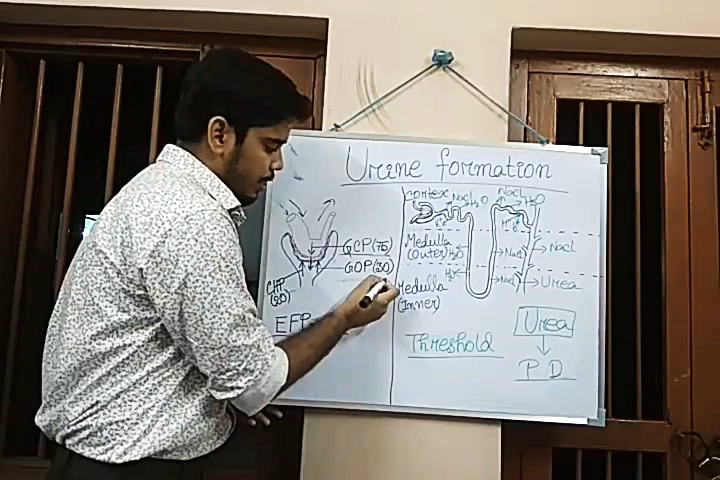 Urine formation
GCP(75)
GOP(30)
CHP
(20)
EFP
Cortex NaCl H2O NaCl H2O
Medulla
(outer) H2O NaCl NaCl
H2O NaCl Urea
Medulla
(Inner)
Threshold
Urea
P D